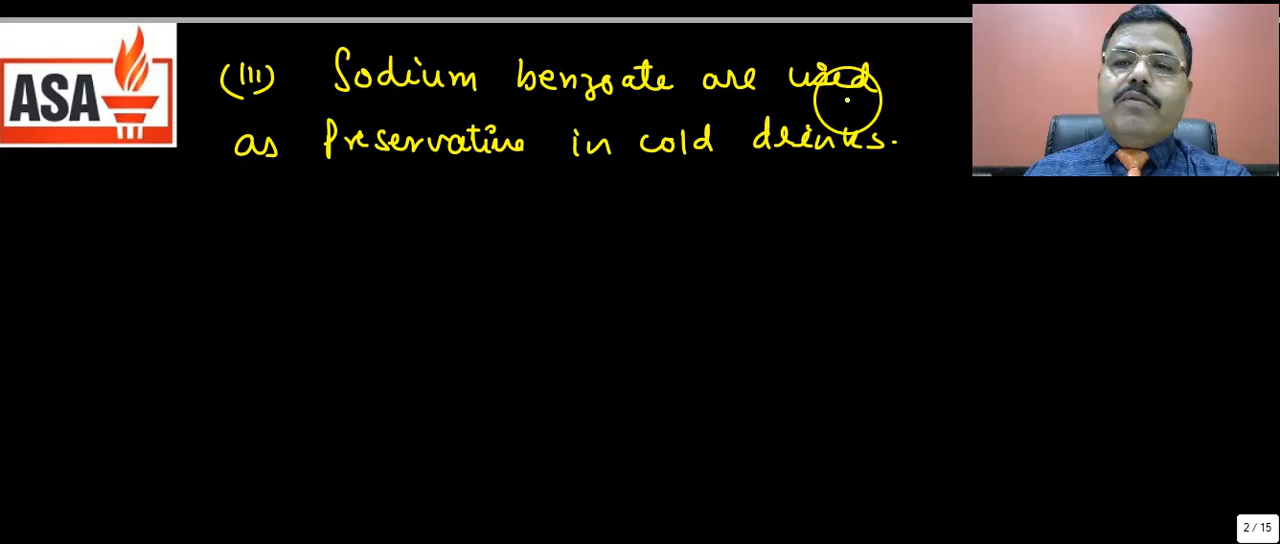 ASA
(III) Sodium benzoate are used
as Preservative in cold drinks.
2 / 15